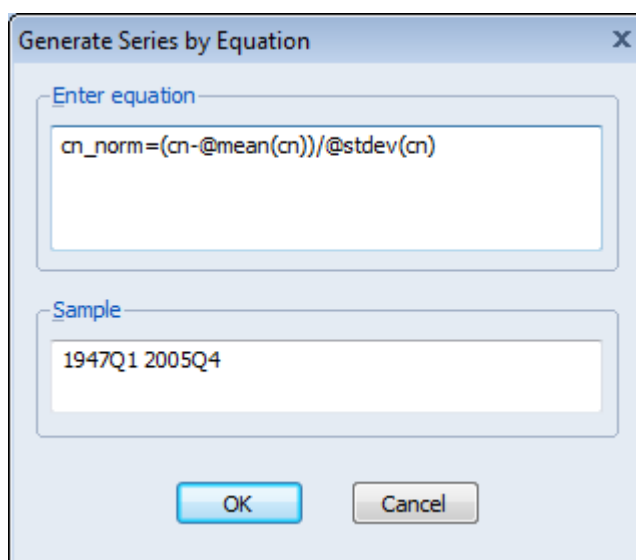 Generate Series by Equation
Enter equation
cn_norm=(cn-@mean(cn))/@stdev(cn)
Sample
1947Q1 2005Q4
OK
Cancel